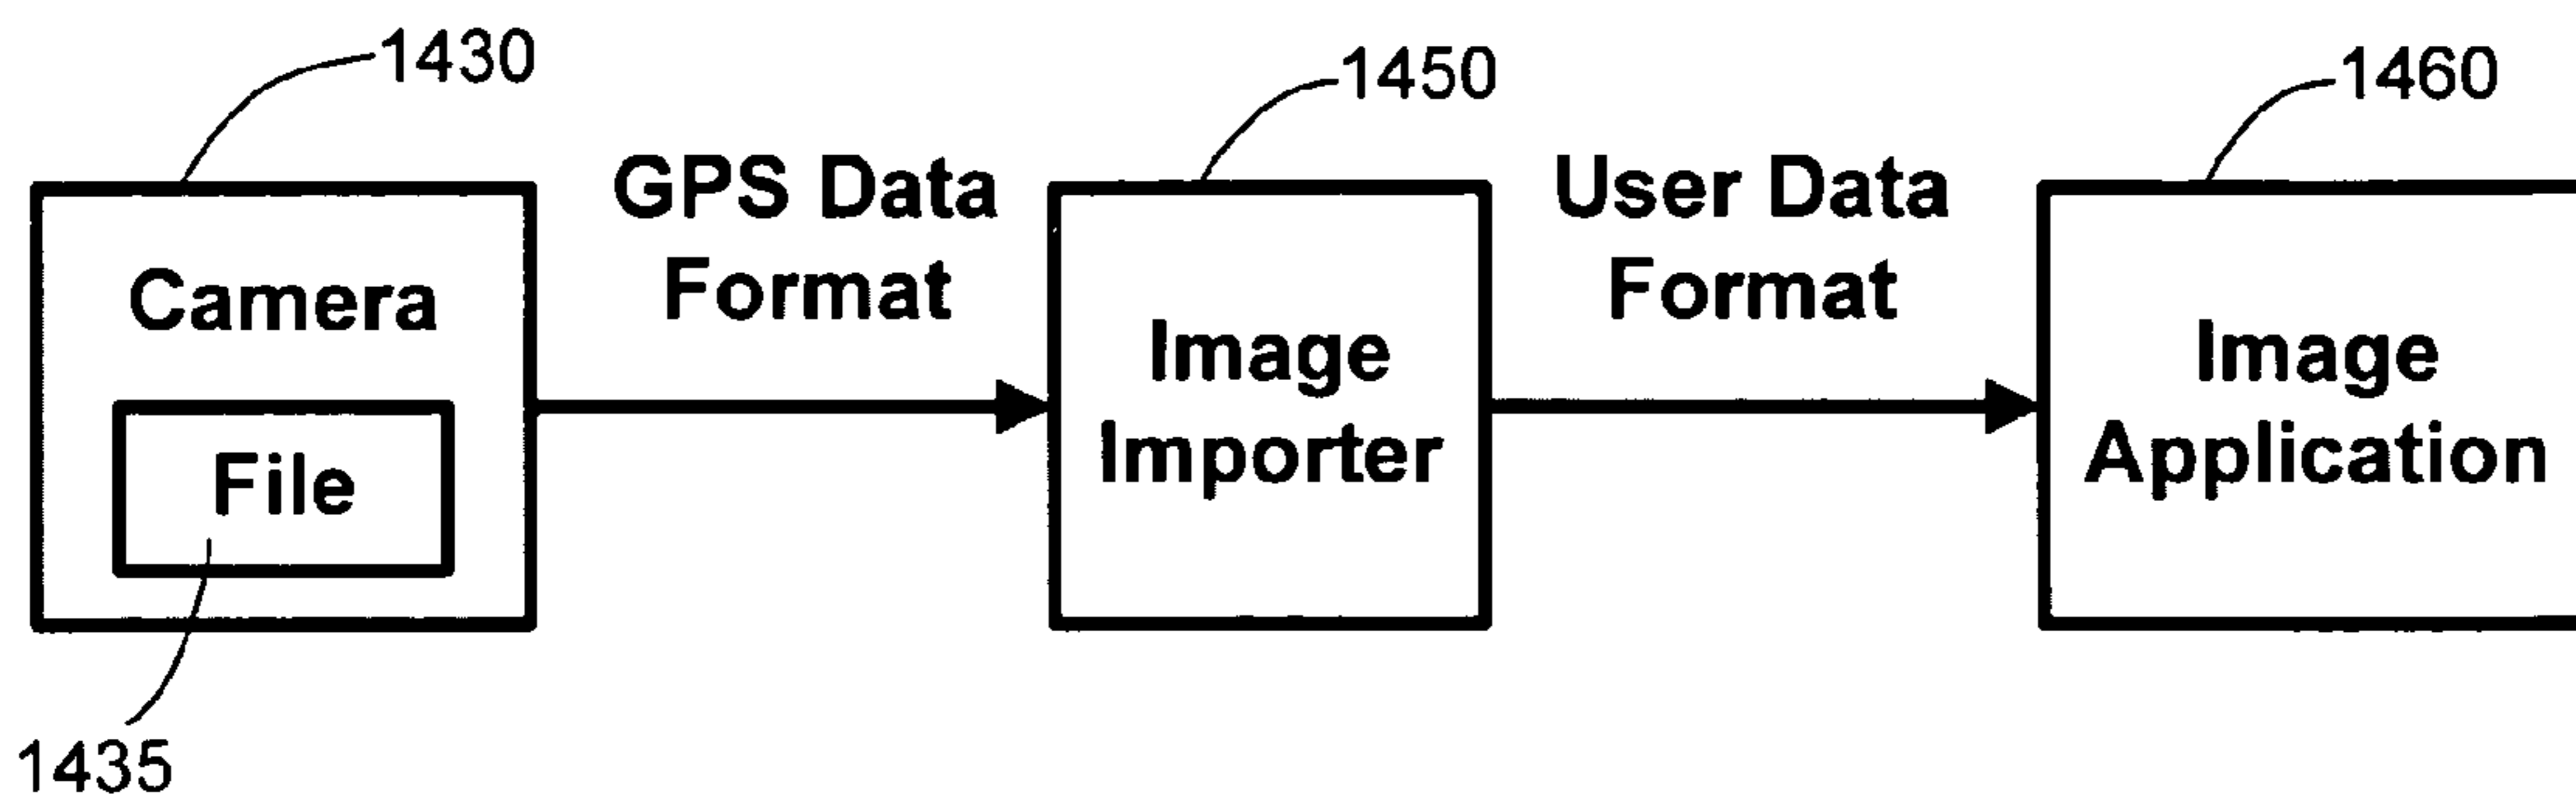 1430
1450
1460
GPS Data
Format
User Data
Format
Camera
File
Image
Importer
Image
Application
1435